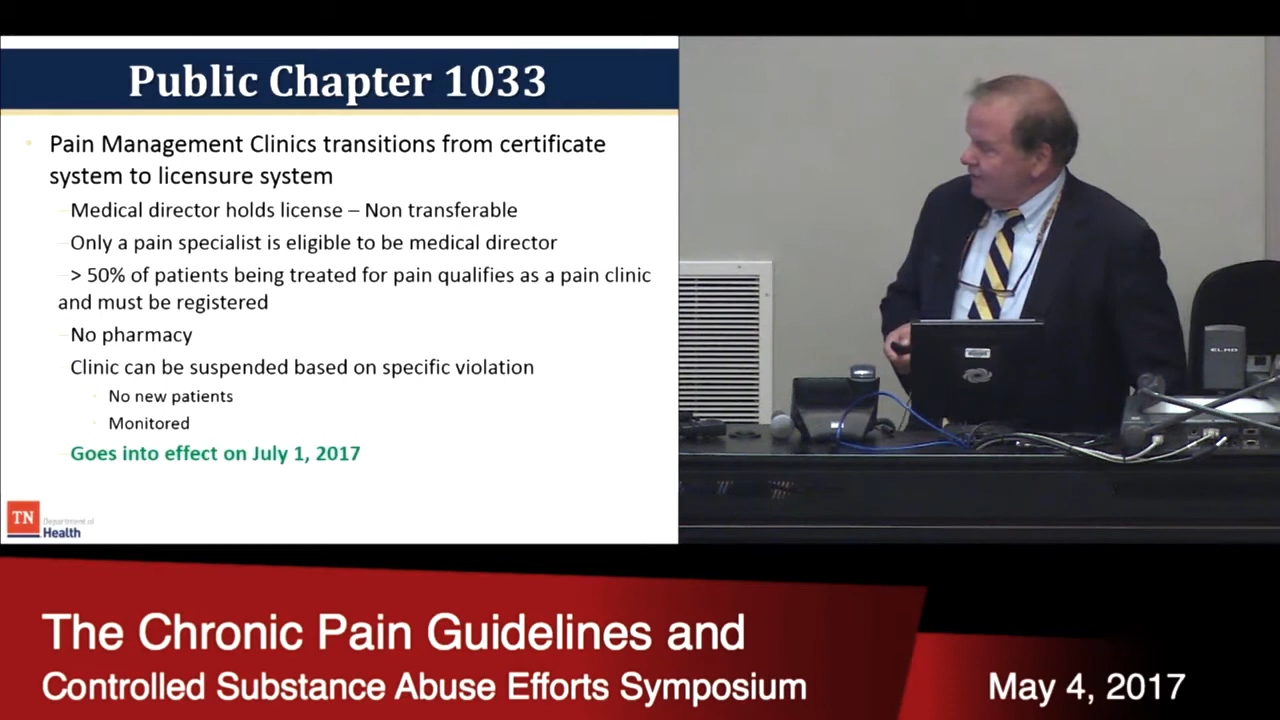 Public Chapter 1033
• Pain Management Clinics transitions from certificate
system to licensure system
–Medical director holds license – Non transferable
–Only a pain specialist is eligible to be medical director
–> 50% of patients being treated for pain qualifies as a pain clinic
and must be registered
–No pharmacy
Clinic can be suspended based on specific violation
· No new patients
· Monitored
–Goes into effect on July 1, 2017
TN
Department of
Health
ELMO
The Chronic Pain Guidelines and
Controlled Substance Abuse Efforts Symposium
May 4, 2017